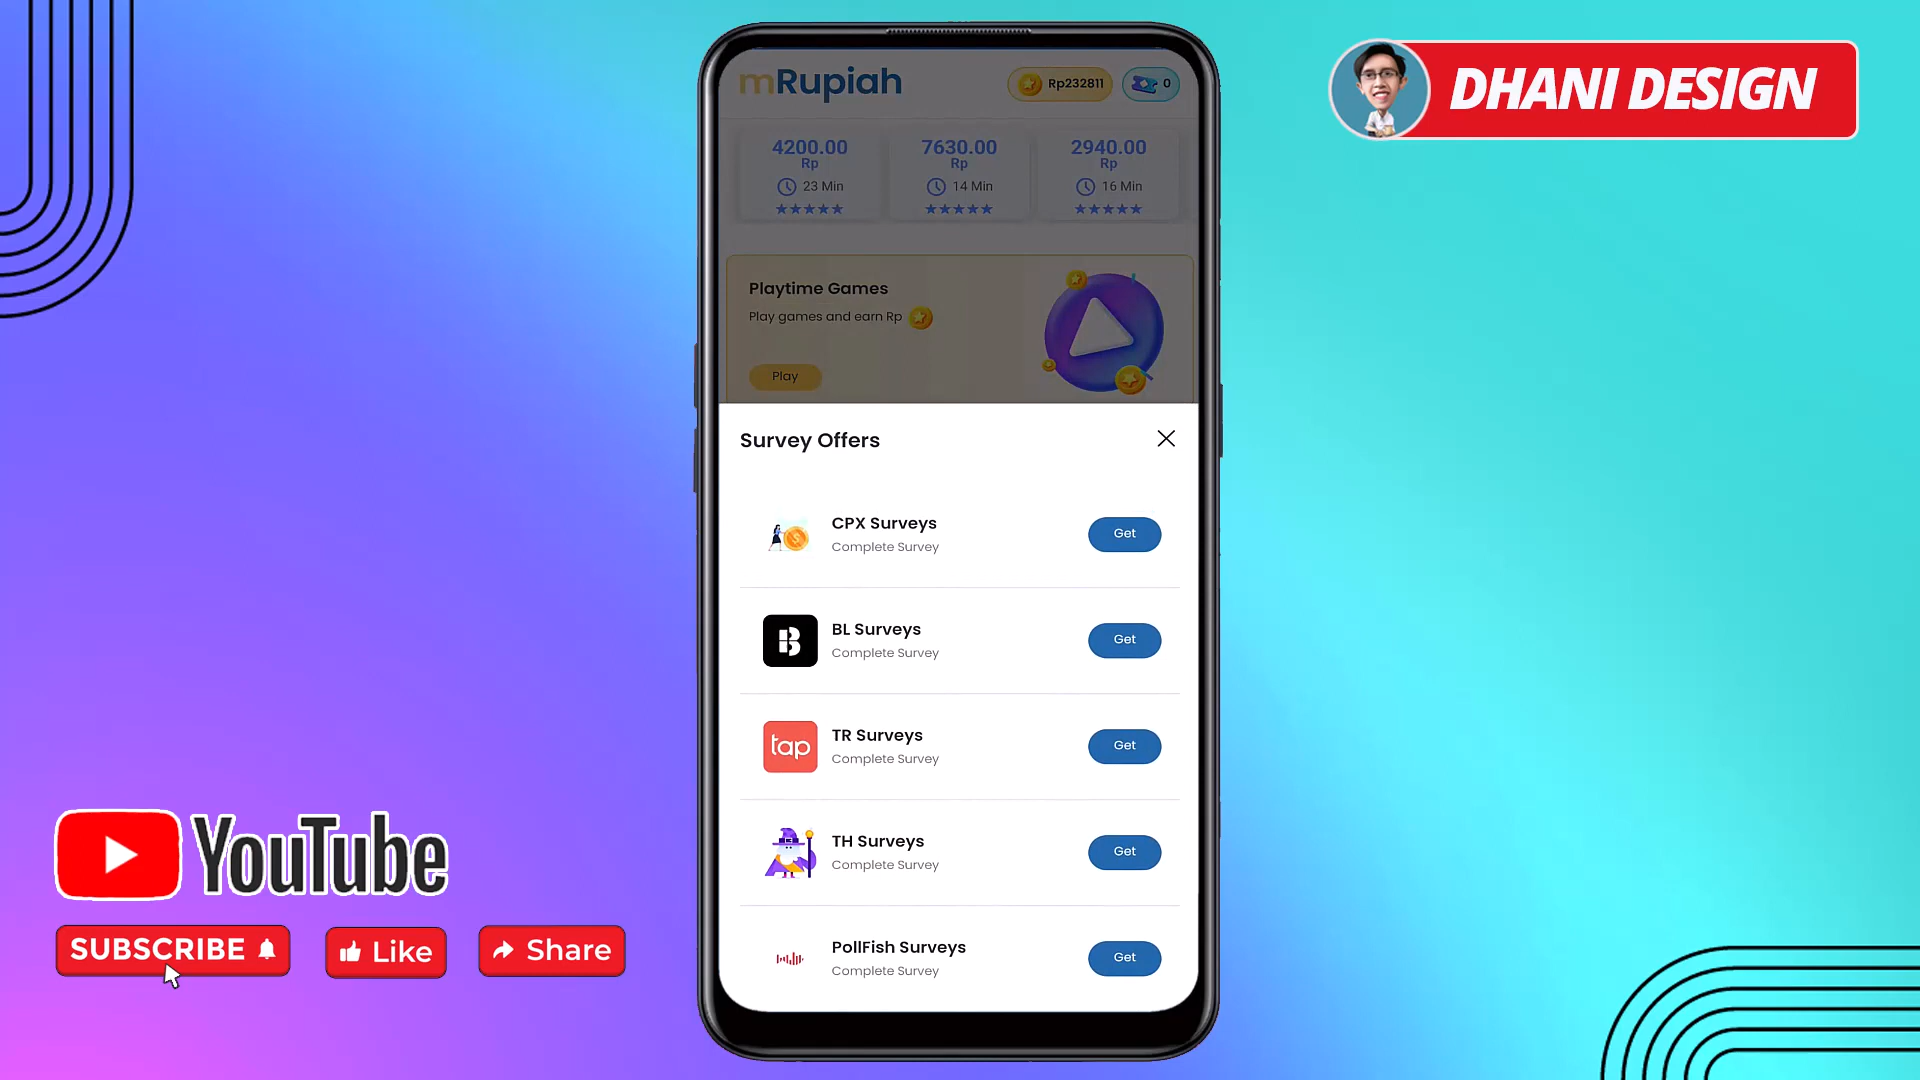 DHANI DESIGN
mRupiah
Rp232811
0
4200.00
Rp
23 Min
7630.00
Rp
14 Min
2940.00
Rp
16 Min
Playtime Games
Play games and earn Rp
Play
Survey Offers
CPX Surveys
Complete Survey
Get
BL Surveys
Complete Survey
Get
tap
TR Surveys
Complete Survey
Get
TH Surveys
Complete Survey
Get
PollFish Surveys
Complete Survey
Get
YouTube
SUBSCRIBE
Like
Share